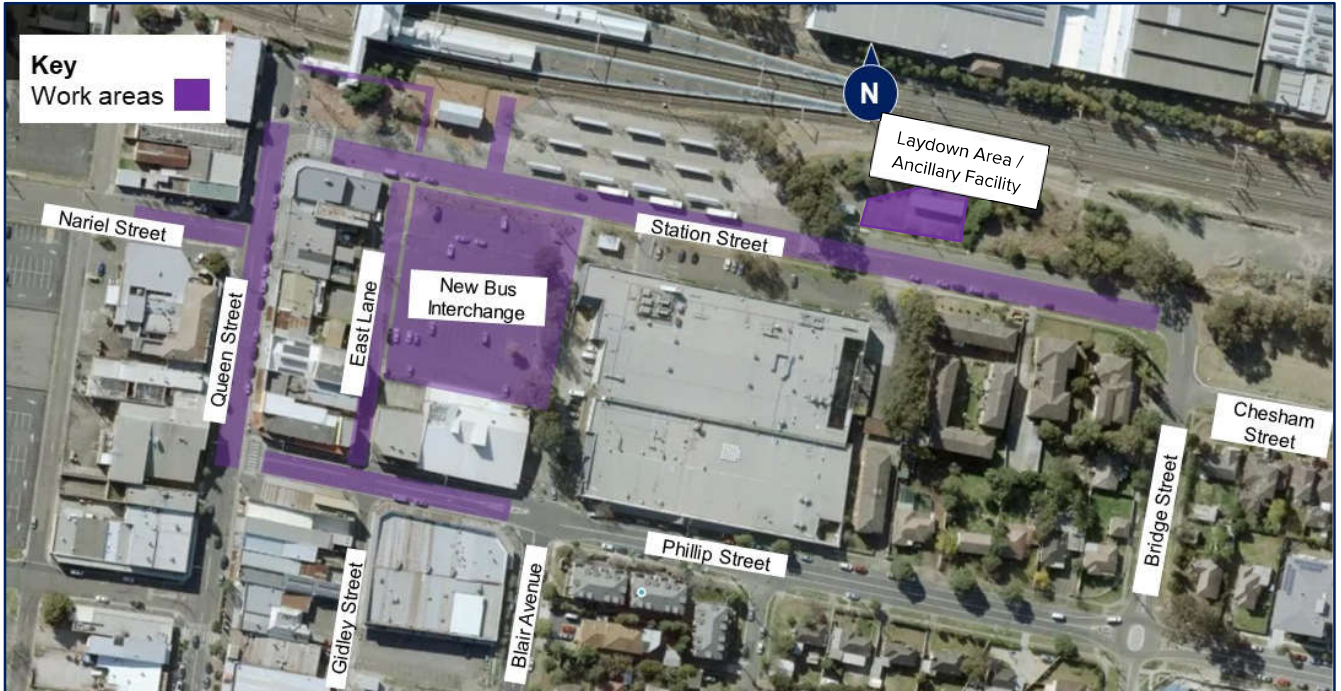 Key
Work areas
N
Laydown Area /
Ancillary Facility
Nariel Street
Station Street
New Bus
Interchange
East Lane
Queen Street
Chesham
Street
Bridge Street
Phillip Street
Gidley Street
Blair Avenue